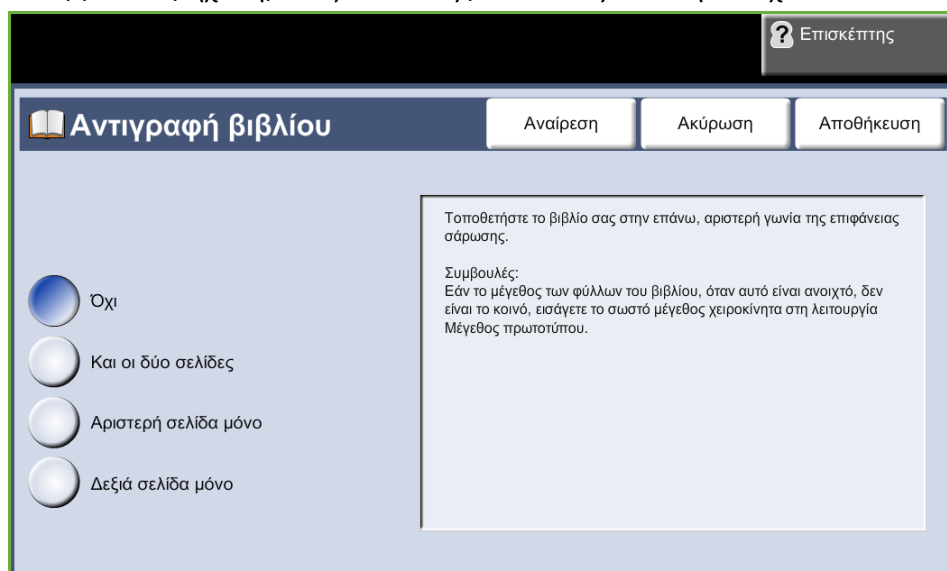 Επισκέπτης
Αντιγραφή βιβλίου
Αναίρεση
Ακύρωση
Αποθήκευση
Τοποθετήστε το βιβλίο σας στην επάνω, αριστερή γωνία της επιφάνειας
σάρωσης.
Συμβουλές:
Εάν το μέγεθος των φύλλων του βιβλίου, όταν αυτό είναι ανοιχτό, δεν
είναι το κοινό, εισάγετε το σωστό μέγεθος χειροκίνητα στη λειτουργία
Μέγεθος πρωτοτύπου.
Όχι
Και οι δύο σελίδες
Αριστερή σελίδα μόνο
Δεξιά σελίδα μόνο